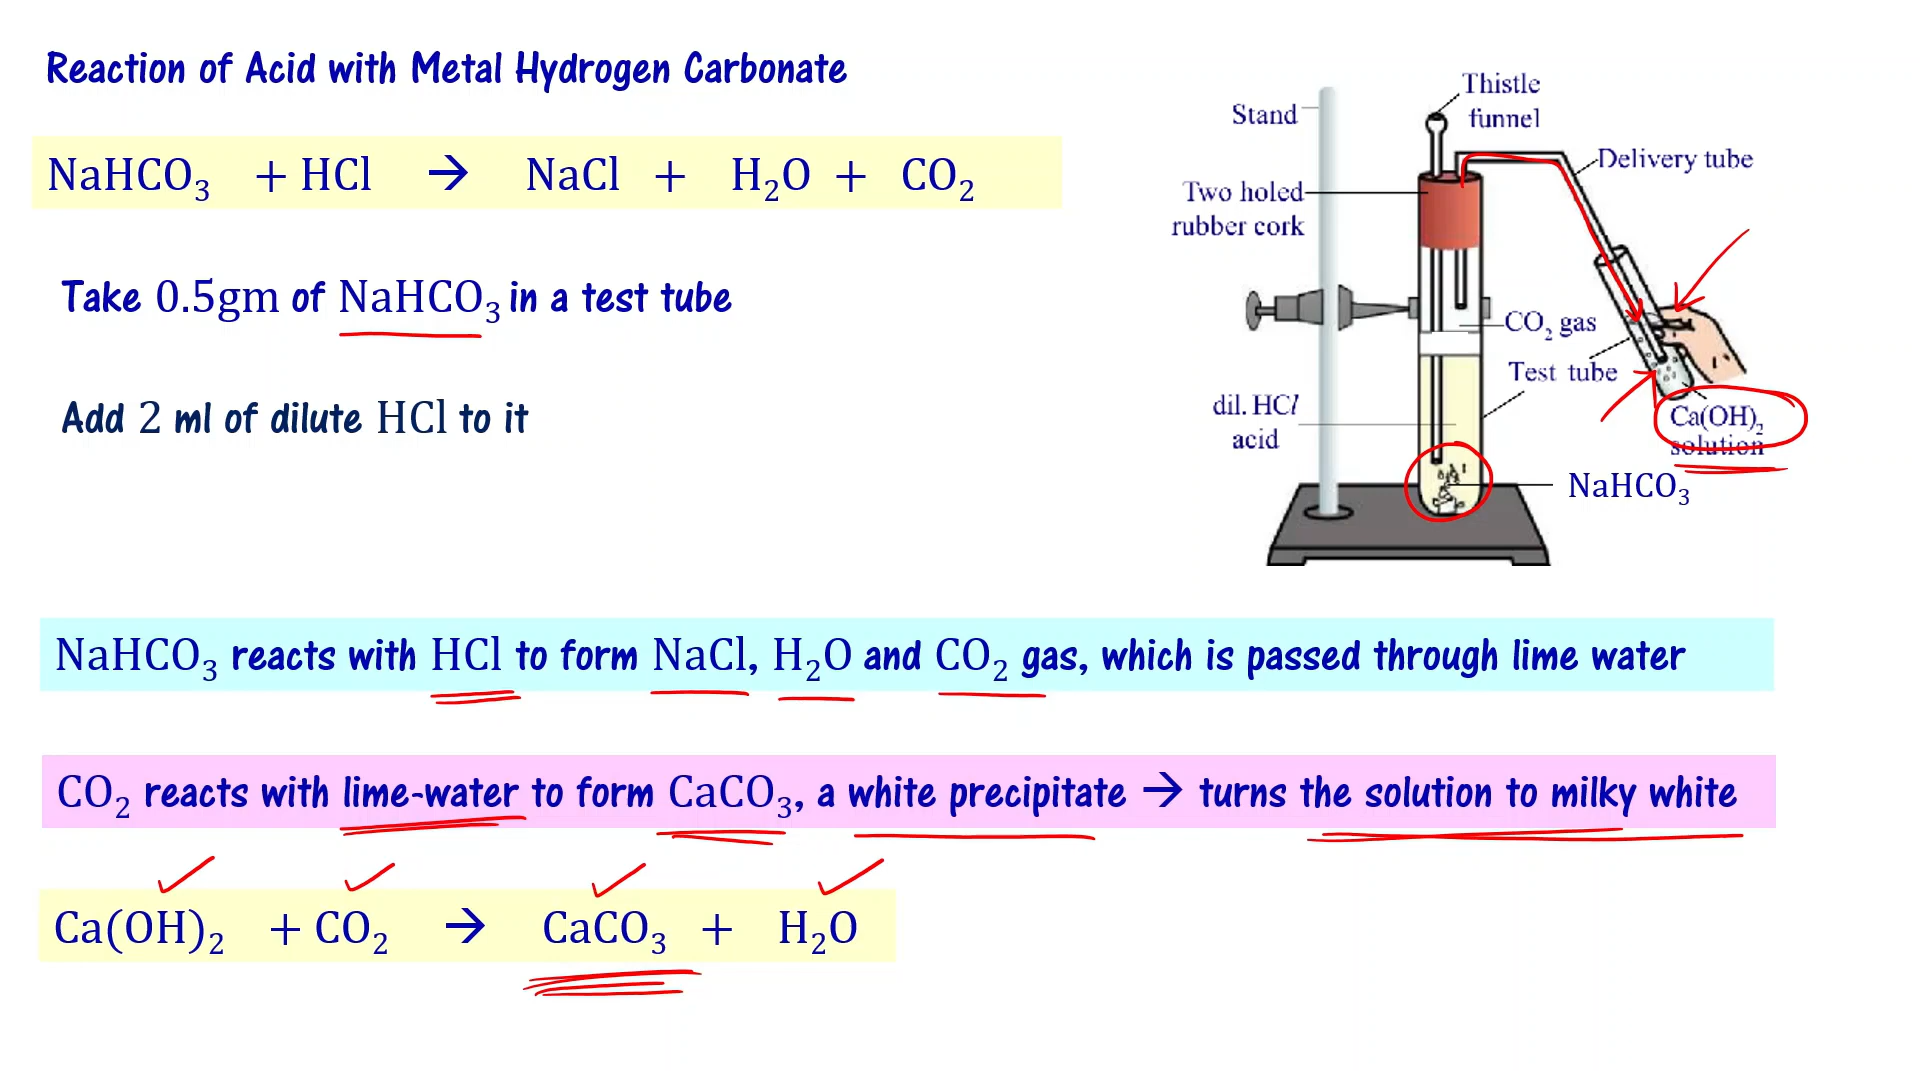 Reaction of Acid with Metal Hydrogen Carbonate
NaHCO₃ + HCl → NaCl + H₂O + CO₂
Take 0.5gm of NaHCO₃ in a test tube
Add 2 ml of dilute HCl to it
Thistle
funnel
Stand
Delivery tube
Two holed
rubber cork
CO₂ gas
Test tube
dil. HCl
acid
Ca(OH)₂
solution
NaHCO₃
NaHCO₃ reacts with HCl to form NaCl, H₂O and CO₂ gas, which is passed through lime water
CO₂ reacts with lime-water to form CaCO₃, a white precipitate → turns the solution to milky white
Ca(OH)₂ + CO₂ → CaCO₃ + H₂O